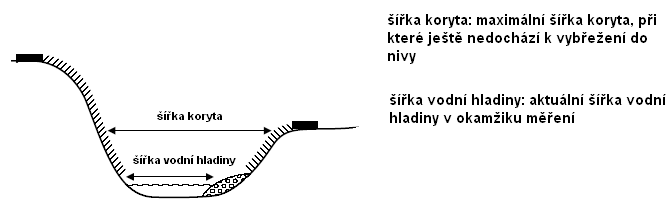 šířka koryta: maximální šířka koryta, při
které ještě nedochází k vybřežení do
nivy
šířka vodní hladiny: aktuální šířka vodní
hladiny v okamžiku měření
šířka koryta
šířka vodní hladiny